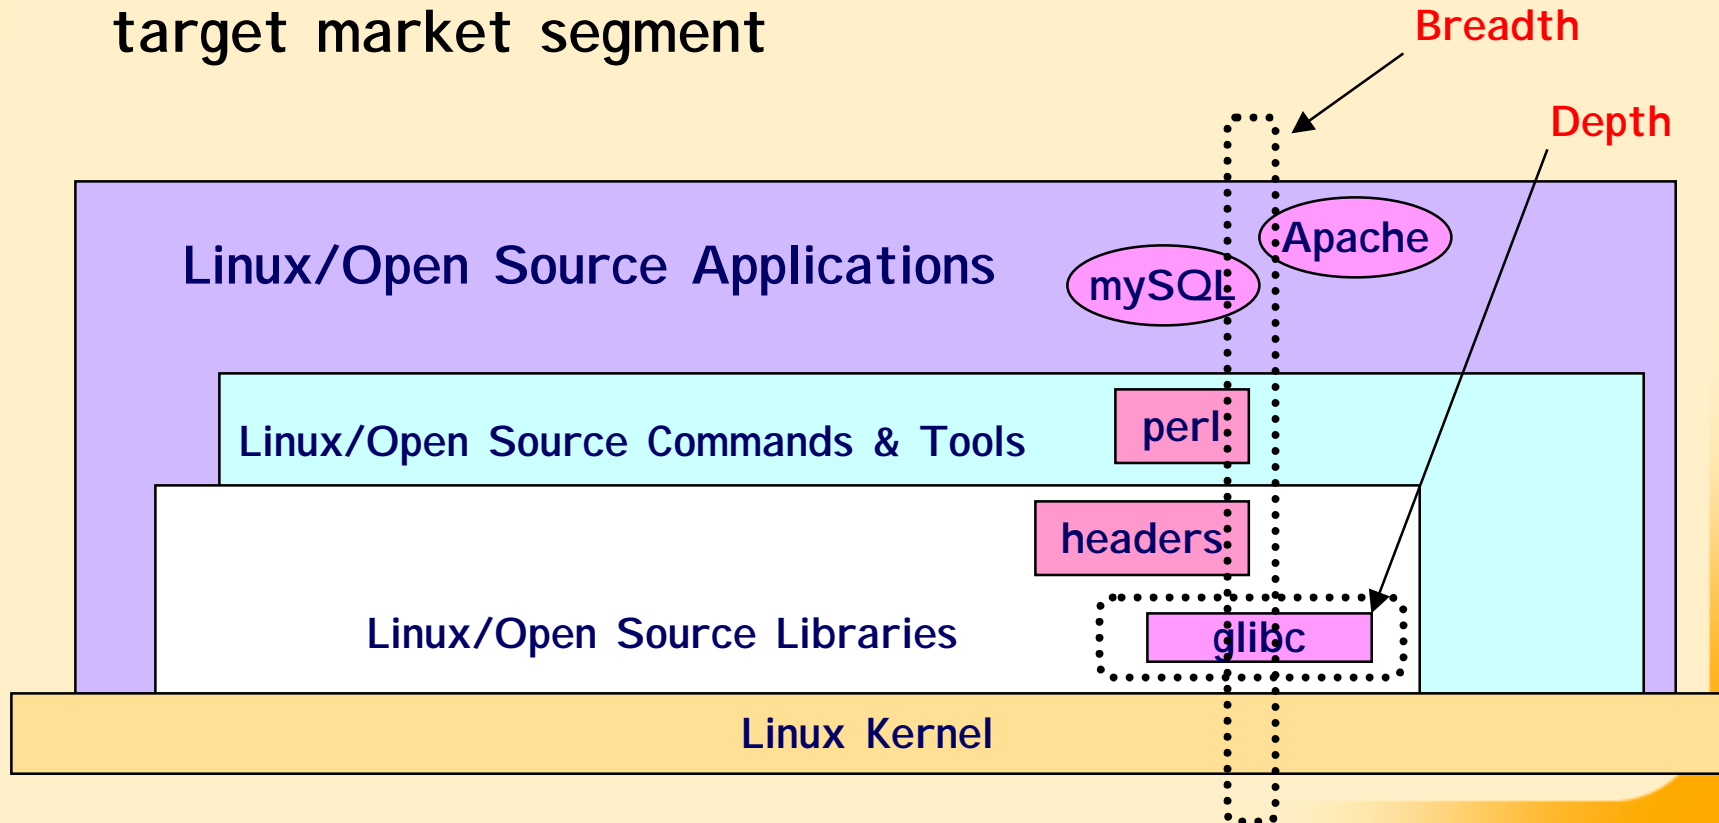 target market segment
Breadth
Depth
Linux/Open Source Applications
Apache
mySQL
Linux/Open Source Commands & Tools
perl
headers
Linux/Open Source Libraries
glibc
Linux Kernel